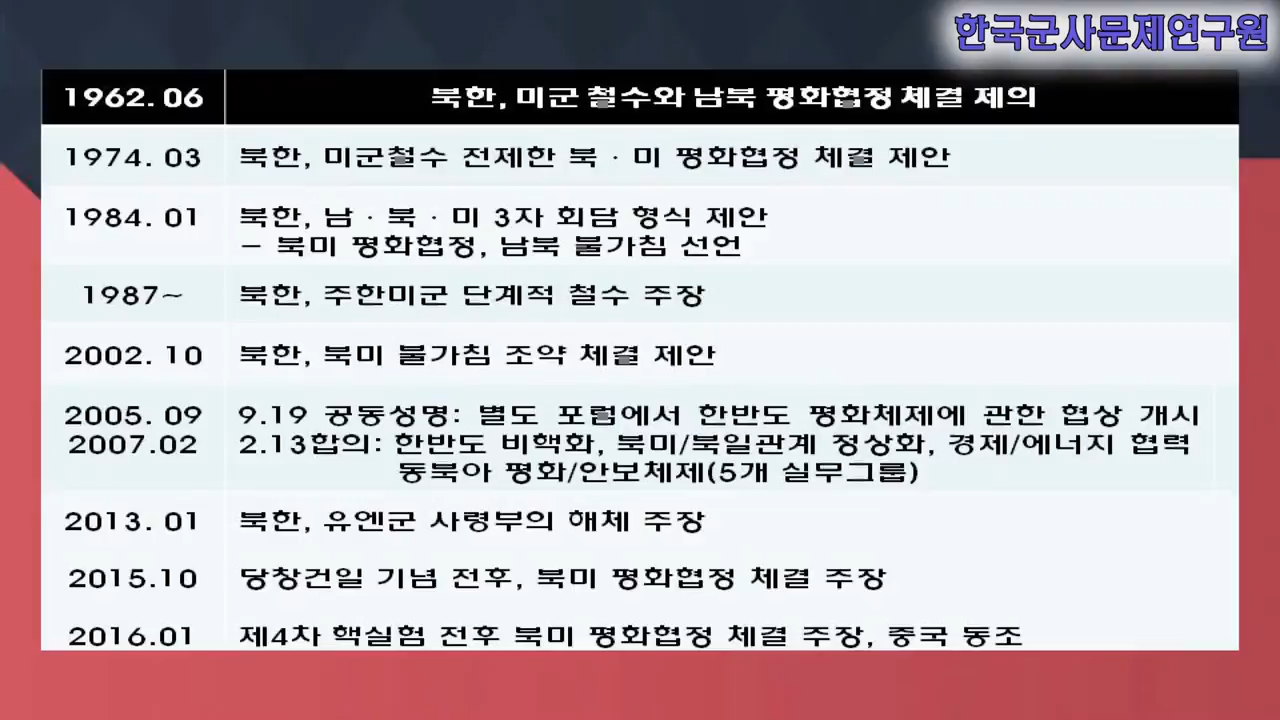 한국군사문제연구원
1962. 06 북한, 미군 철수와 남북 평화협정 체결 제의
1974. 03 북한, 미군철수 전제한 북 · 미 평화협정 체결 제안
1984. 01 북한, 남 · 북 · 미 3자 회담 형식 제안
- 북미 평화협정, 남북 불가침 선언
1987~ 북한, 주한미군 단계적 철수 주장
2002. 10 북한, 북미 불가침 조약 체결 제안
2005. 09 9.19 공동성명: 별도 포럼에서 한반도 평화체제에 관한 협상 개시
2007.02 2.13합의: 한반도 비핵화, 북미/북일관계 정상화, 경제/에너지 협력
동북아 평화/안보체제(5개 실무그룹)
2013. 01 북한, 유엔군 사령부의 해체 주장
2015.10 당창건일 기념 전후, 북미 평화협정 체결 주장
2016.01 제4차 핵실험 전후 북미 평화협정 체결 주장, 중국 동조